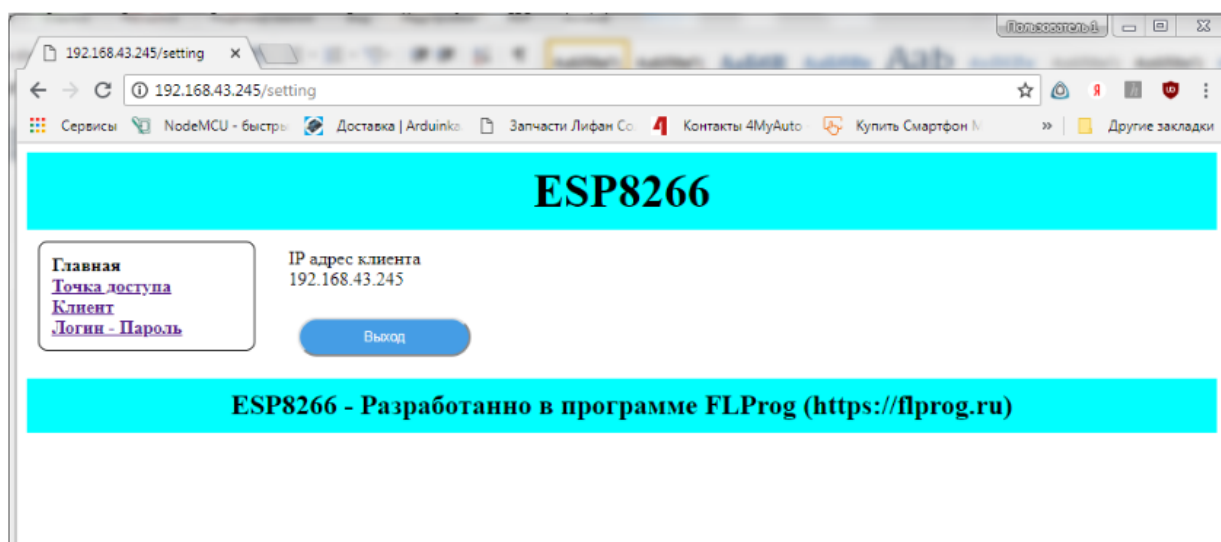 Пользователь1
192.168.43.245/setting
192.168.43.245/setting
Сервисы NodeMCU - быстры Доставка | Arduinka. Запчасти Лифан Со. Контакты 4MyAuto - Купить Смартфон М » Другие закладки
ESP8266
Главная
Точка доступа
Клиент
Логин - Пароль
IP адрес клиента
192.168.43.245
Выход
ESP8266 - Разработанно в программе FLProg (https://flprog.ru)